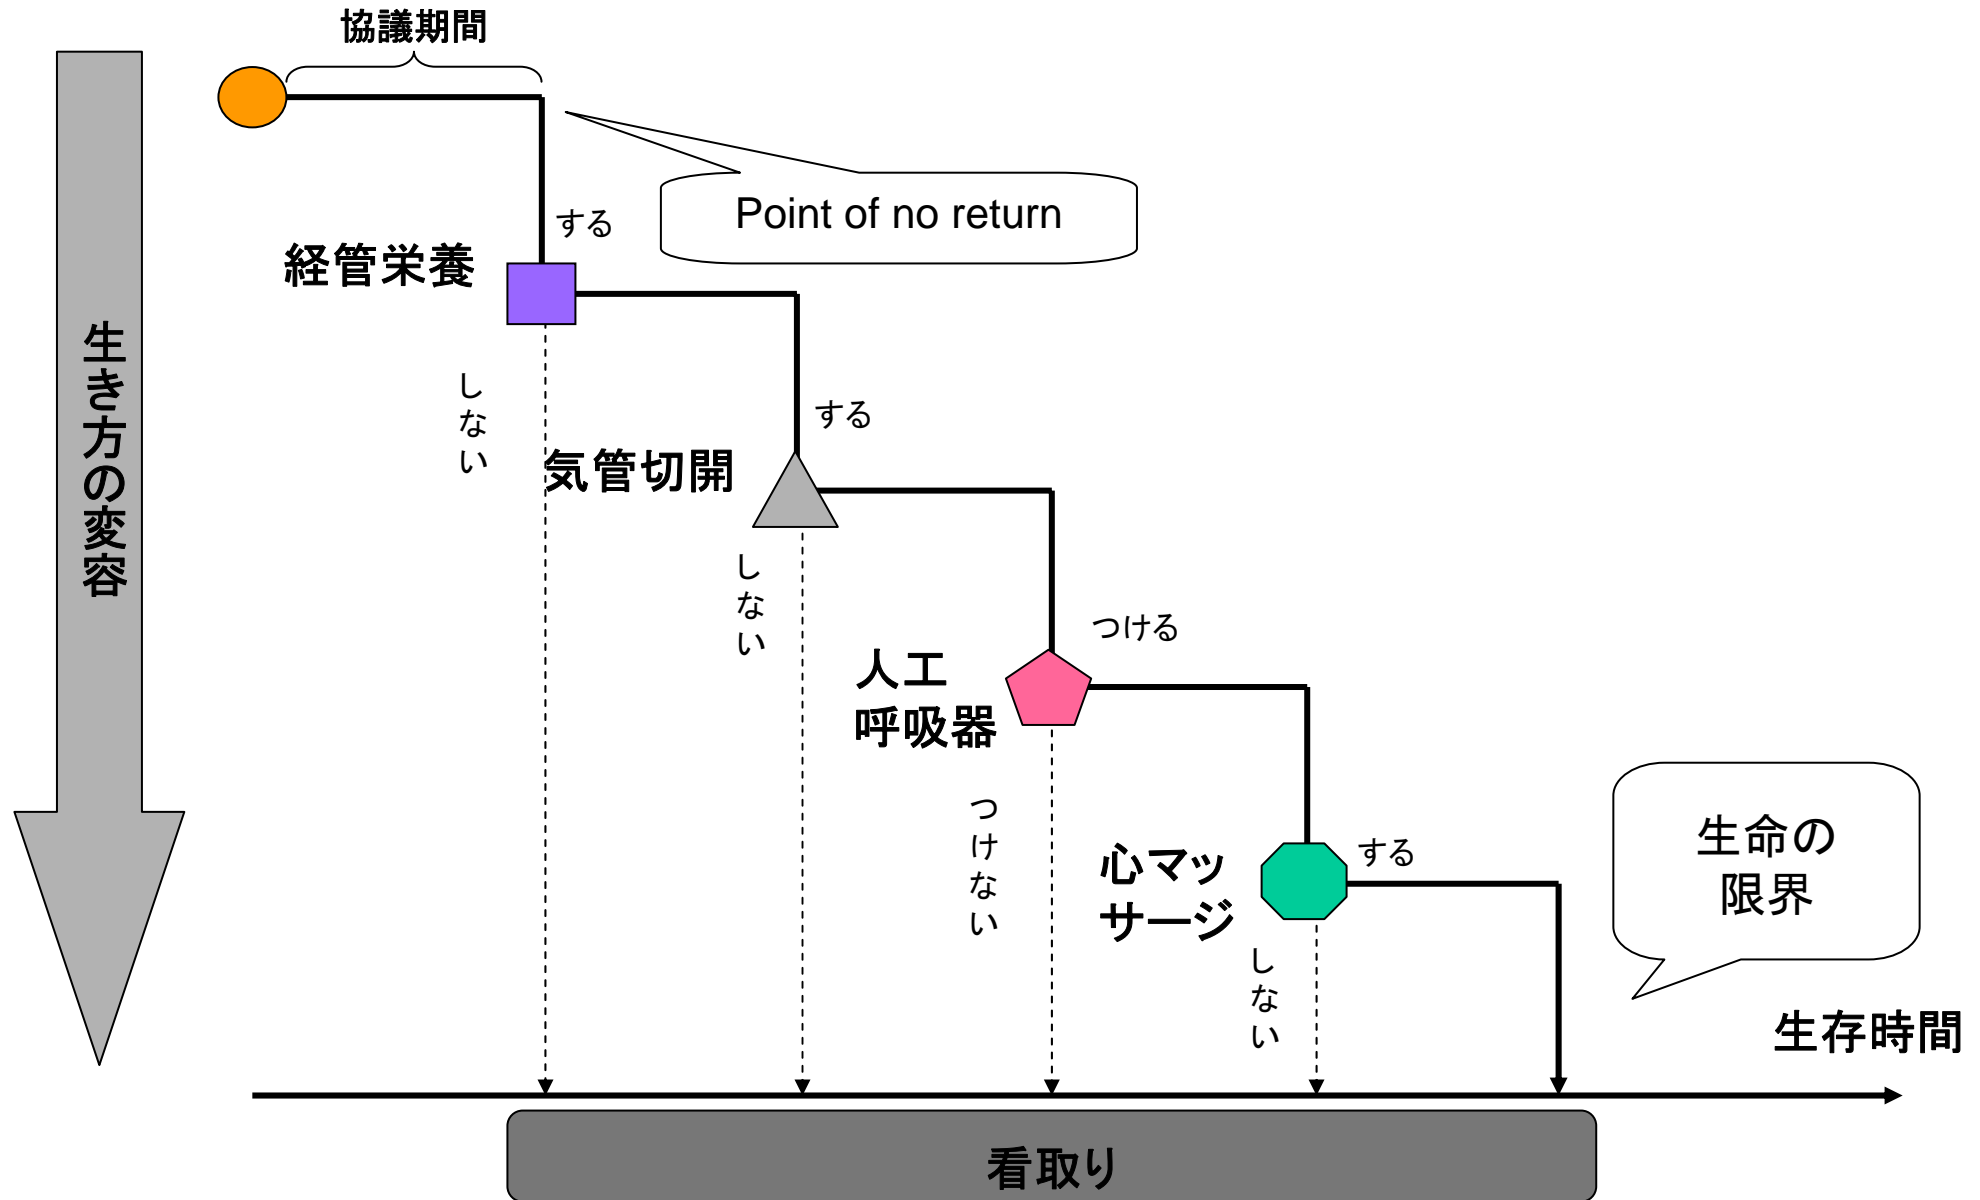 協議期間
Point of no return
する
経管栄養
生き方の変容
しない
する
気管切開
しない
つける
人工
呼吸器
つけない
する
心マッ
サージ
しない
生命の
限界
生存時間
看取り